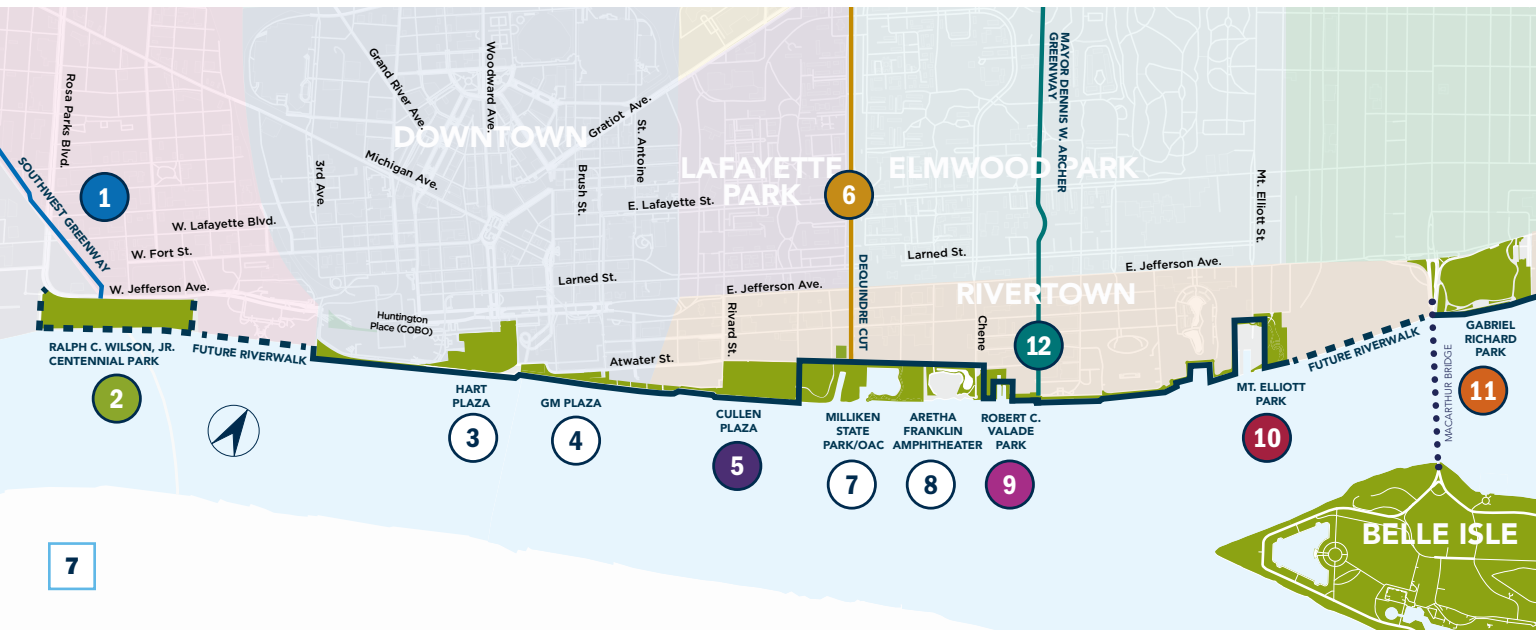 Rosa Parks Blvd.
SOUTHWEST GREENWAY
1
W. Lafayette Blvd.
W. Fort St.
W. Jefferson Ave.
3rd Ave.
Grand River Ave.
Woodward Ave.
DOWNTOWN
Michigan Ave.
Gratiot Ave.
St. Antoine
Brush St.
E. Lafayette St.
Larned St.
Huntington
Place (COBO)
Atwater St.
LAFAYETTE
PARK
E. Jefferson Ave.
Rivard St.
6
DEQUINDRE CUT
ELMWOOD PARK
MAYOR DENNIS W. ARCHER
GREENWAY
Larned St.
E. Jefferson Ave.
Mt. Elliott St.
RIVERTOWN
Chene
12
RALPH C. WILSON, JR.
CENTENNIAL PARK
2
FUTURE RIVERWALK
HART
PLAZA
3
GM PLAZA
4
CULLEN
PLAZA
5
MILLIKEN
STATE
PARK/OAC
7
ARETHA
FRANKLIN
AMPHITHEATER
8
ROBERT C.
VALADE
PARK
9
MT. ELLIOTT
PARK
10
FUTURE RIVERWALK
MACARTHUR BRIDGE
GABRIEL
RICHARD
PARK
11
BELLE ISLE
7